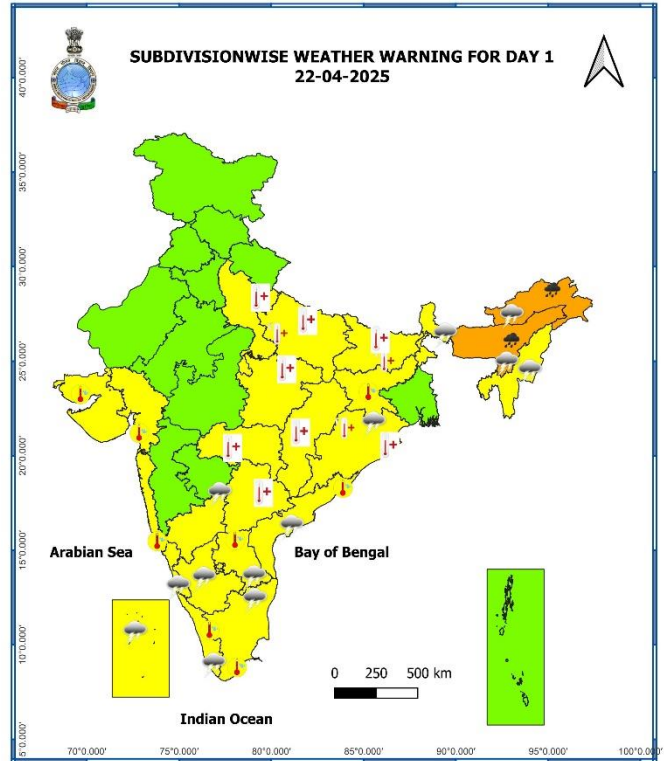 SUBDIVISIONWISE WEATHER WARNING FOR DAY 1
22-04-2025
40°0.000'
35°0.000'
30°0.000'
25°0.000'
20°0.000'
15°0.000'
10°0.000'
5°0.000'
Arabian Sea
Bay of Bengal
0 250 500 km
Indian Ocean
70°0.000' 75°0.000' 80°0.000' 85°0.000' 90°0.000' 95°0.000' 100°0.000'